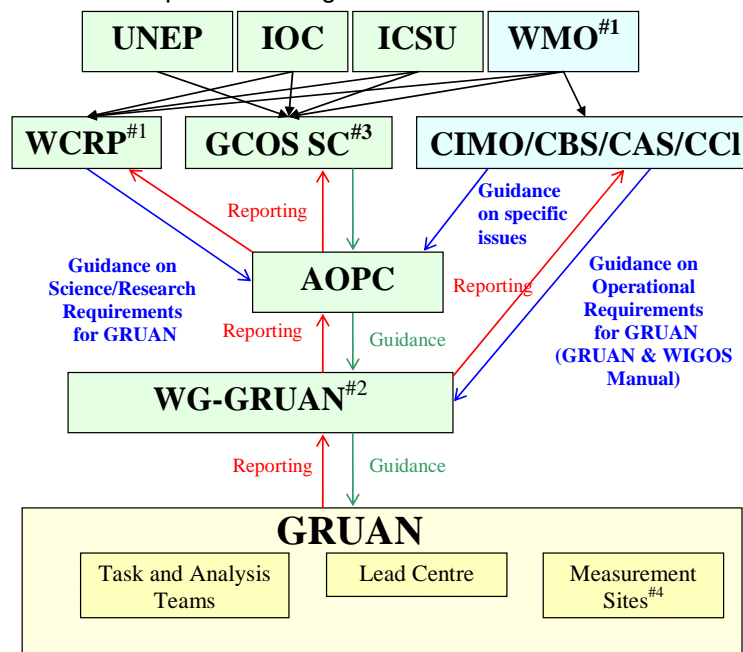 UNEP IOC ICSU WMO#1
WCRP#1 GCOS SC#3 CIMO/CBS/CAS/CCl
Reporting
Guidance
on specific
issues
Guidance on
Science/Research
Requirements
for GRUAN
AOPC
Reporting
Guidance on
Operational
Requirements
for GRUAN
(GRUAN & WIGOS
Manual)
Reporting Guidance
WG-GRUAN#2
Reporting Guidance
GRUAN
Task and Analysis
Teams
Lead Centre
Measurement
Sites#4